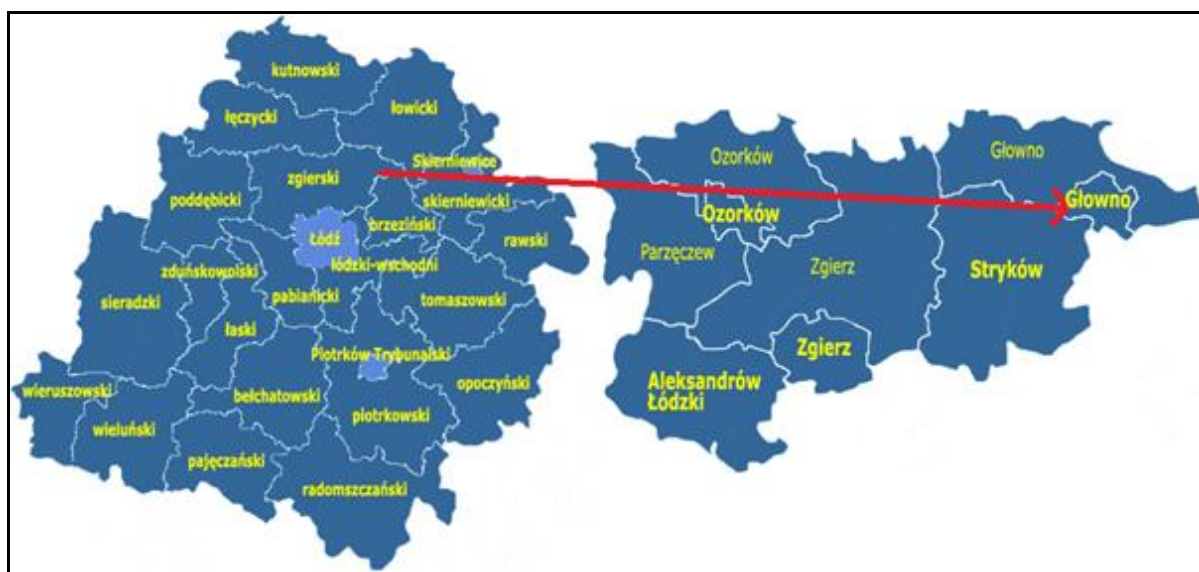 kutnowski
łowicki
łęczycki
Skierniewice
zgierski
poddębicki
skierniewicki
brzeziński
Łódź
rawski
łódzki-wschodni
zduńskowolski
sieradzki
pabianicki
tomaszowski
łaski
Piotrków Trybunalski
opoczyński
wieruszowski
bełchatowski
piotrkowski
wieluński
pajęczański
radomszczański
Ozorków
Głowno
Głowno
Ozorków
Parzęczew
Zgierz
Stryków
Zgierz
Aleksandrów
Łódzki